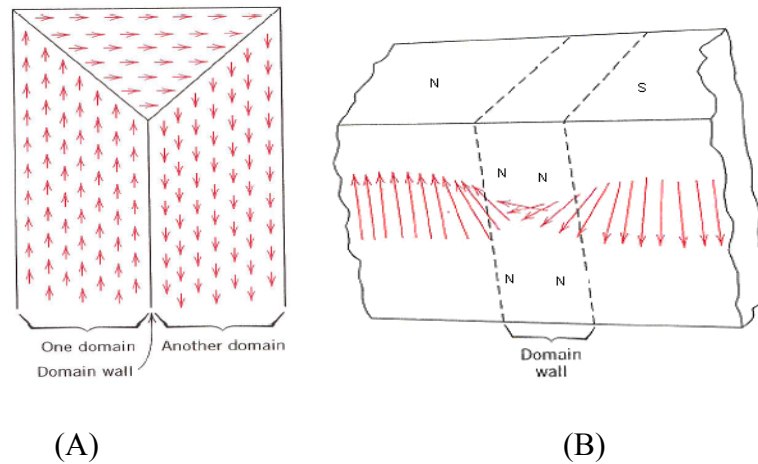 One domain
Another domain
Domain wall
N
S
N N
N N
Domain
wall
(A)
(B)